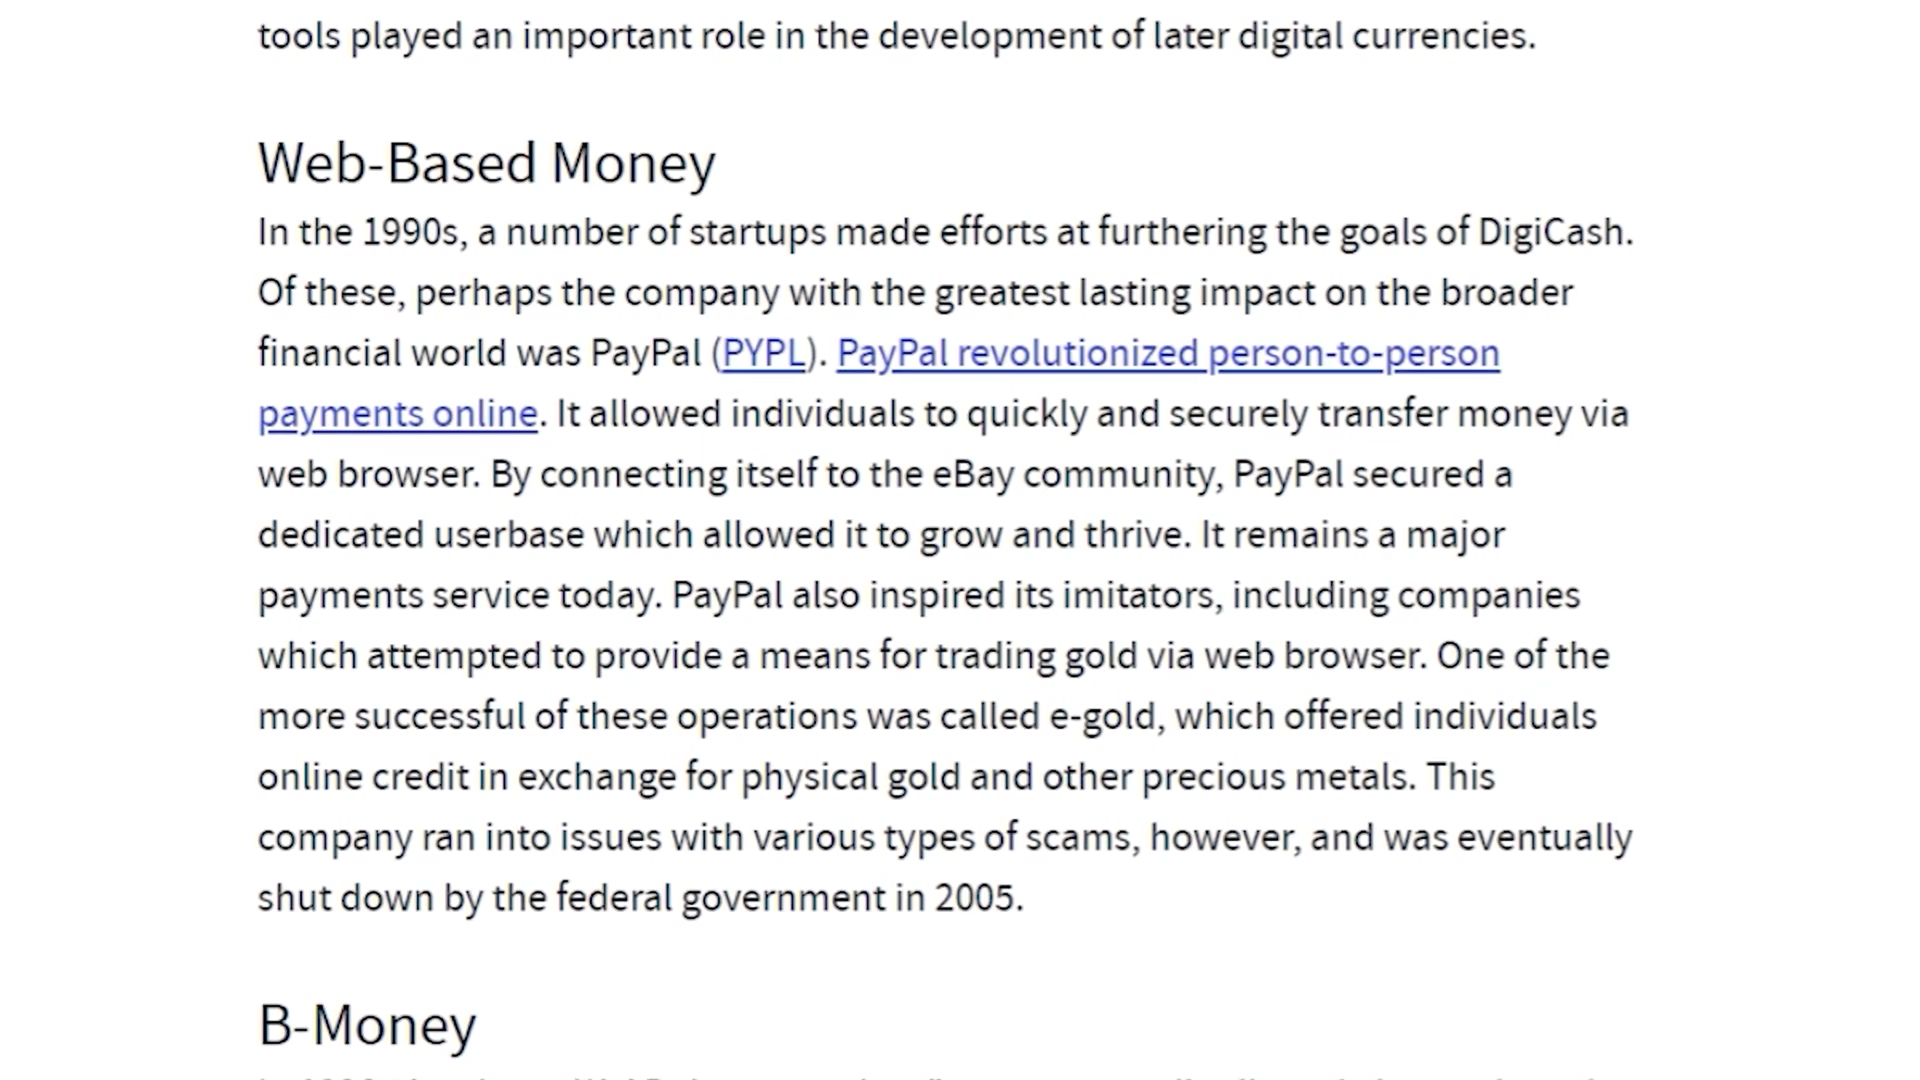 tools played an important role in the development of later digital currencies.
Web-Based Money
In the 1990s, a number of startups made efforts at furthering the goals of DigiCash.
Of these, perhaps the company with the greatest lasting impact on the broader
financial world was PayPal (PYPL). PayPal revolutionized person-to-person
payments online. It allowed individuals to quickly and securely transfer money via
web browser. By connecting itself to the eBay community, PayPal secured a
dedicated userbase which allowed it to grow and thrive. It remains a major
payments service today. PayPal also inspired its imitators, including companies
which attempted to provide a means for trading gold via web browser. One of the
more successful of these operations was called e-gold, which offered individuals
online credit in exchange for physical gold and other precious metals. This
company ran into issues with various types of scams, however, and was eventually
shut down by the federal government in 2005.
B-Money